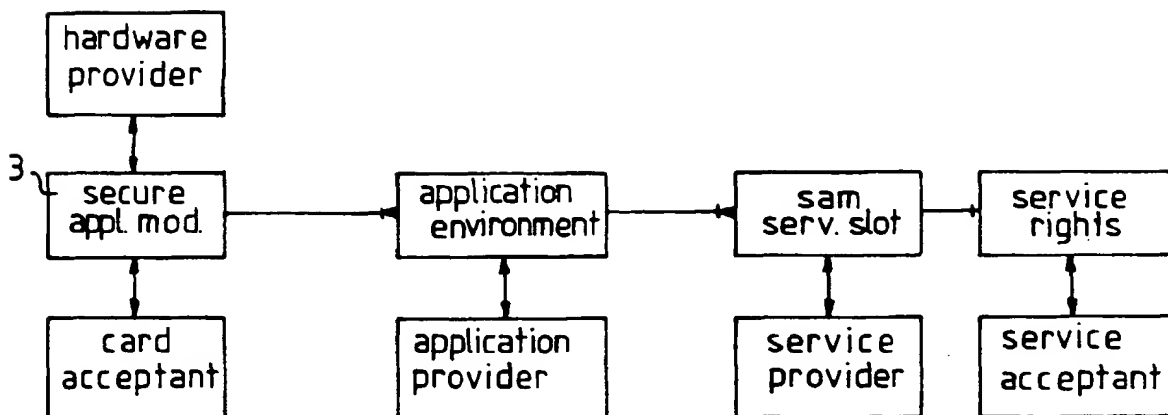 hardware
provider
3
secure
appl. mod.
application
environment
sam
serv. slot
service
rights
card
acceptant
application
provider
service
provider
service
acceptant